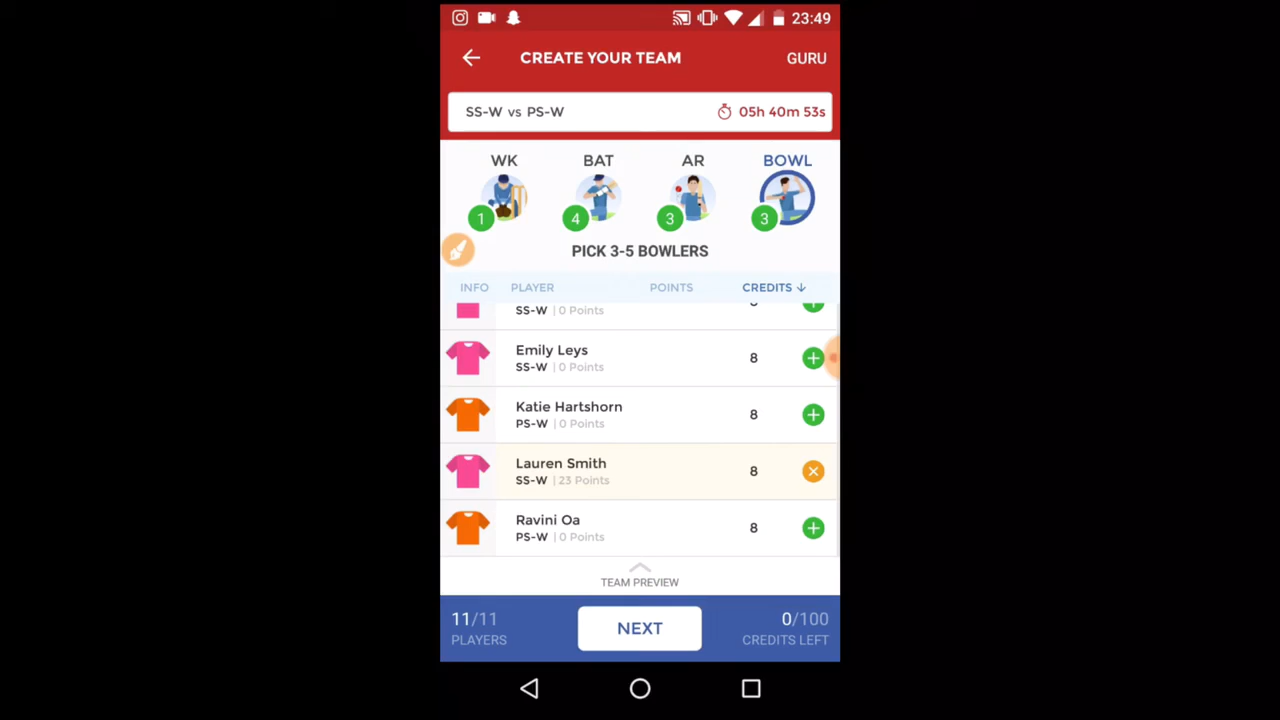 23:49
CREATE YOUR TEAM GURU
SS-W vs PS-W 05h 40m 53s
WK BAT AR BOWL
1 4 3 3
PICK 3-5 BOWLERS
INFO PLAYER POINTS CREDITS ↓
SS-W | 0 Points
Emily Leys 8
SS-W | 0 Points
Katie Hartshorn 8
PS-W | 0 Points
Lauren Smith 8
SS-W | 23 Points
Ravini Oa 8
PS-W | 0 Points
TEAM PREVIEW
11/11 NEXT 0/100
PLAYERS CREDITS LEFT